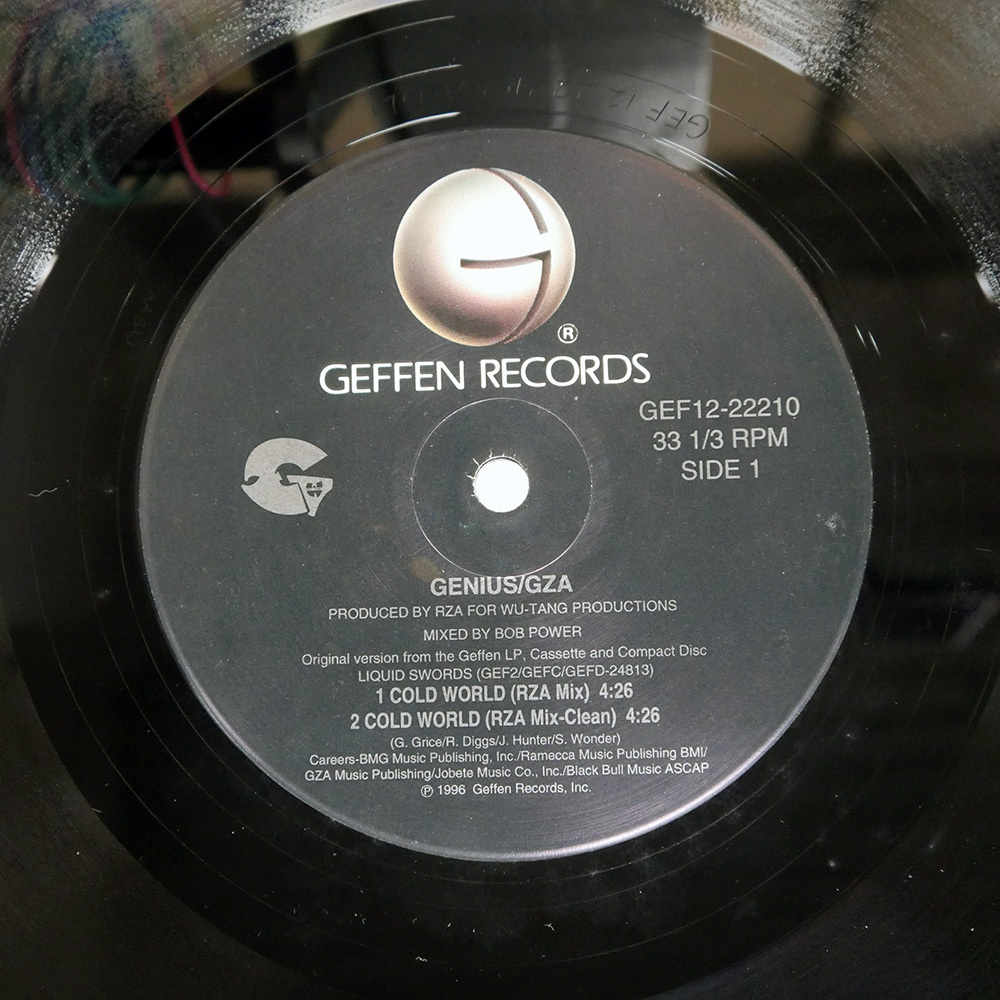 ®
GEFFEN RECORDS
GEF12-22210
33 1/3 RPM
SIDE 1
GENIUS/GZA
PRODUCED BY RZA FOR WU-TANG PRODUCTIONS
MIXED BY BOB POWER
Original version from the Geffen LP, Cassette and Compact Disc
LIQUID SWORDS (GEF2/GEFC/GEFD-24813)
1 COLD WORLD (RZA Mix) 4:26
2 COLD WORLD (RZA Mix-Clean) 4:26
(G. Grice/R. Diggs/J. Hunter/S. Wonder)
Careers-BMG Music Publishing, Inc./Ramecca Music Publishing BMI/
GZA Music Publishing/Jobete Music Co., Inc./Black Bull Music ASCAP
℗ 1996 Geffen Records, Inc.